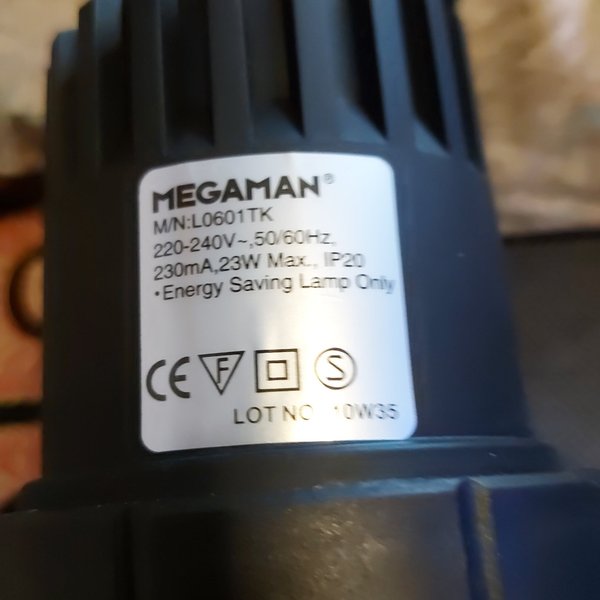 MEGAMAN®
M/N:L0601TK
220-240V~,50/60Hz,
230mA,23W Max., IP20
•Energy Saving Lamp Only
CE F S
LOT NO 10W35